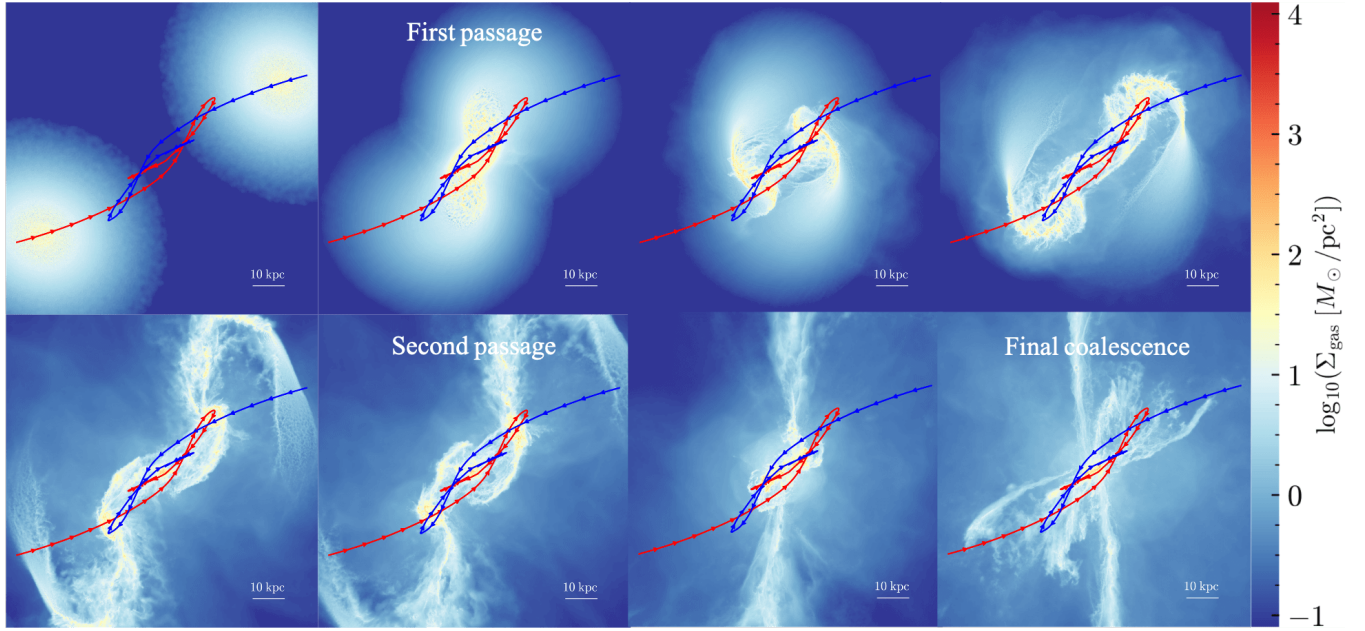 First passage
10 kpc
10 kpc
10 kpc
10 kpc
Second passage
Final coalescence
10 kpc
10 kpc
10 kpc
10 kpc
4
3
2
1
0
−1
log₁₀(Σgas [M⊙/pc²])